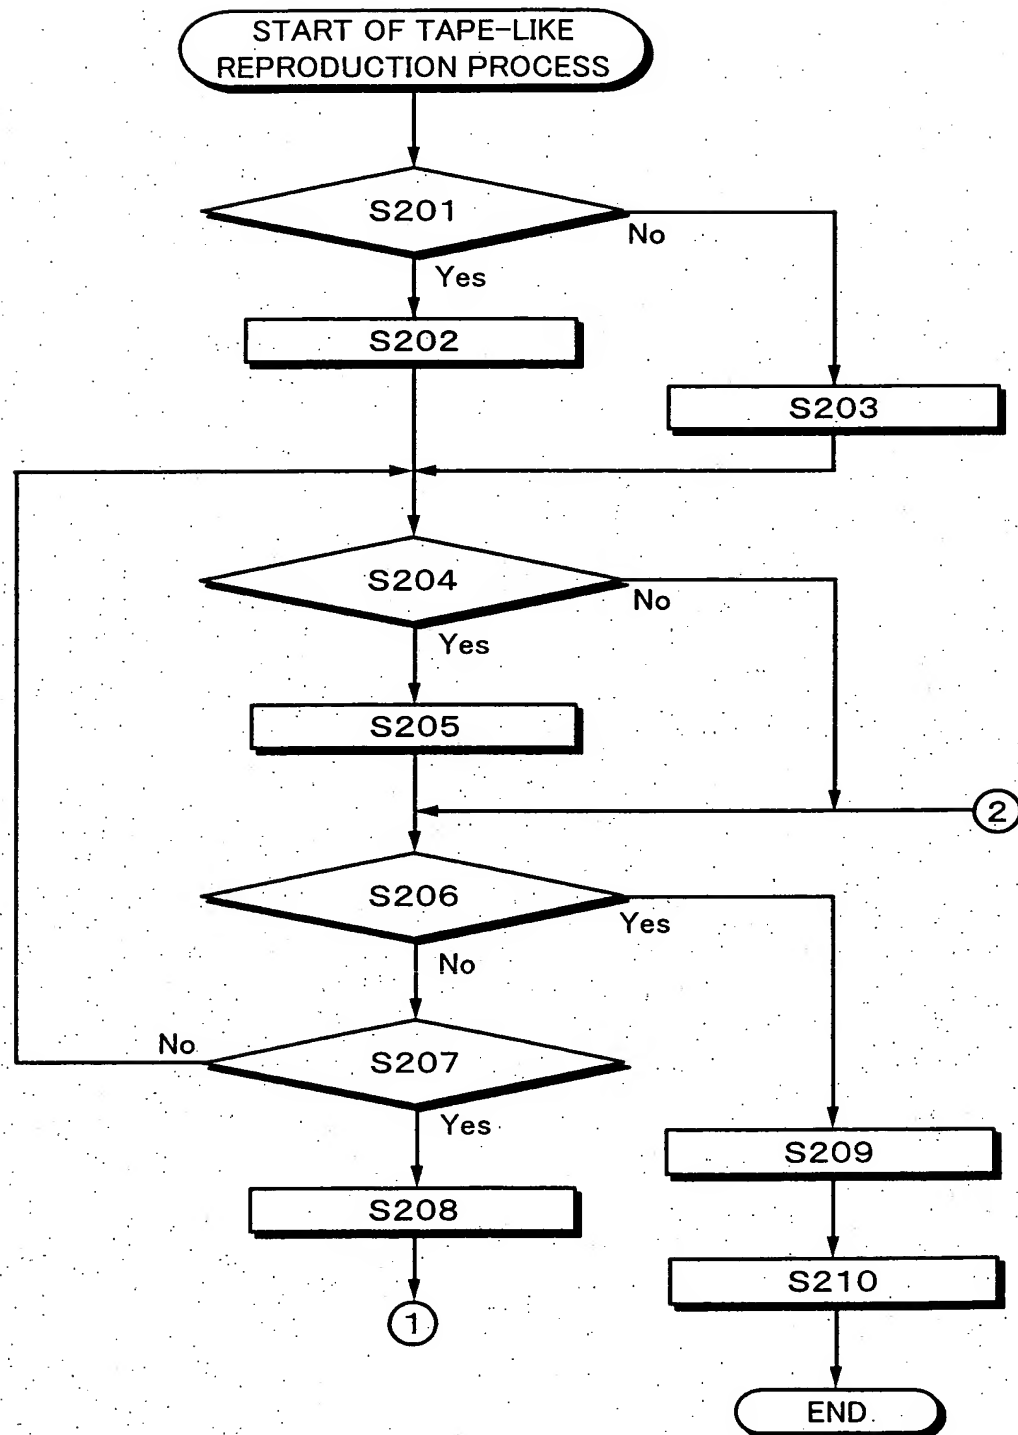 START OF TAPE-LIKE
REPRODUCTION PROCESS
S201
No
Yes
S202
S203
S204
No
Yes
S205
2
S206
Yes
No
No
S207
Yes
S209
S208
S210
1
END